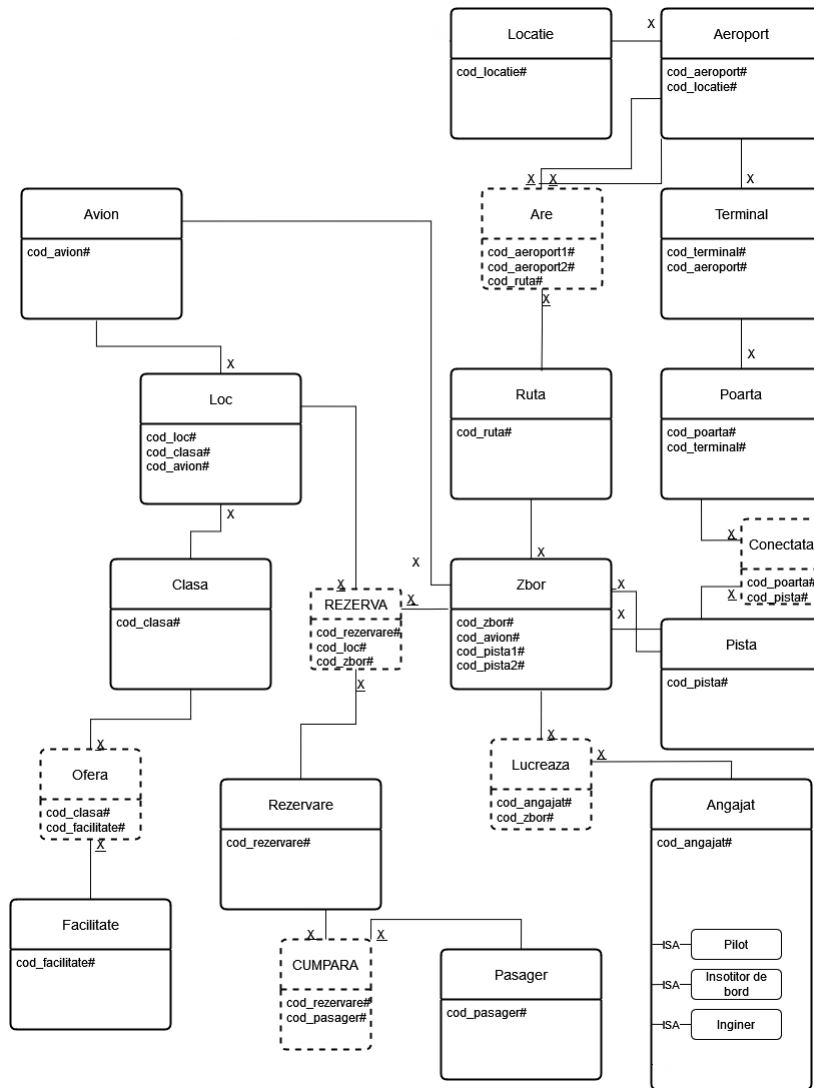 Locatie
cod_locatie#
X
Aeroport
cod_aeroport#
cod_locatie#
X
X
X
Avion
cod_avion#
Are
cod_aeroport1#
cod_aeroport2#
cod_ruta#
X
Terminal
cod_terminal#
cod_aeroport#
X
X
Loc
cod_loc#
cod_clasa#
cod_avion#
X
Ruta
cod_ruta#
X
Poarta
cod_poarta#
cod_terminal#
X
Conectata
cod_poarta#
cod_pista#
X
Clasa
cod_clasa#
X
REZERVA
cod_rezervare#
cod_loc#
cod_zbor#
X
X
X
Zbor
cod_zbor#
cod_avion#
cod_pista1#
cod_pista2#
X
X
Pista
cod_pista#
X
Ofera
cod_clasa#
cod_facilitate#
X
Rezervare
cod_rezervare#
X
Lucreaza
cod_angajat#
cod_zbor#
X
Angajat
cod_angajat#
ISA
Pilot
ISA
Insotitor de
bord
ISA
Inginer
Facilitate
cod_facilitate#
X
X
CUMPARA
cod_rezervare#
cod_pasager#
Pasager
cod_pasager#